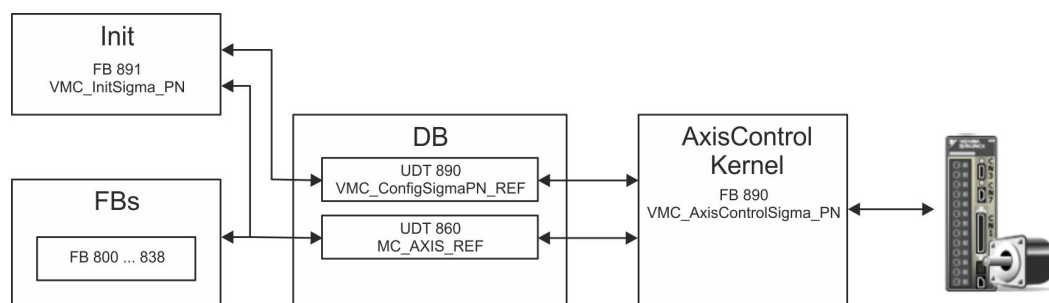 Init
FB 891
VMC_InitSigma_PN
FBs
FB 800 ... 838
DB
UDT 890
VMC_ConfigSigmaPN_REF
UDT 860
MC_AXIS_REF
AxisControl
Kernel
FB 890
VMC_AxisControlSigma_PN